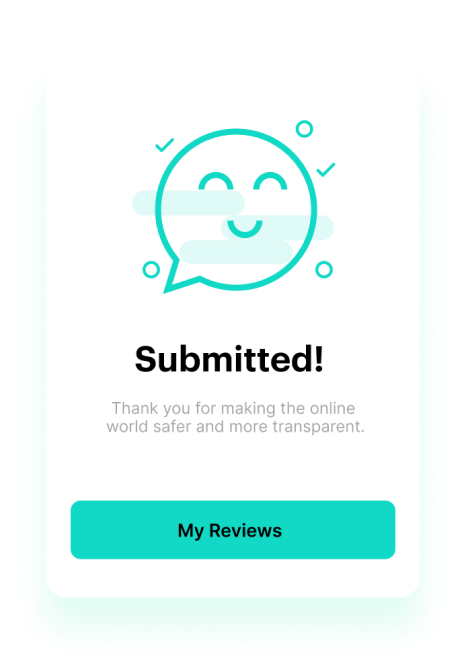 Submitted!
Thank you for making the online
world safer and more transparent.
My Reviews